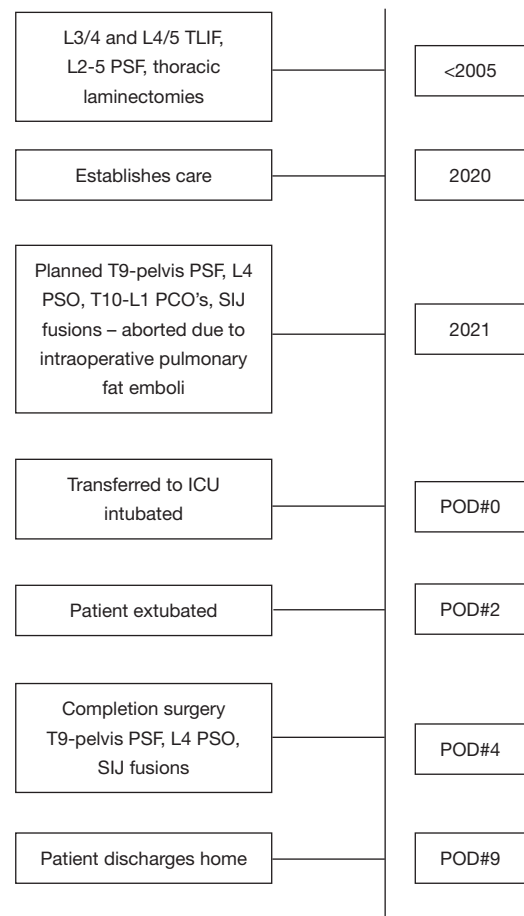 L3/4 and L4/5 TLIF,
L2-5 PSF, thoracic
laminectomies
<2005
Establishes care
2020
Planned T9-pelvis PSF, L4
PSO, T10-L1 PCO’s, SIJ
fusions – aborted due to
intraoperative pulmonary
fat emboli
2021
Transferred to ICU
intubated
POD#0
Patient extubated
POD#2
Completion surgery
T9-pelvis PSF, L4 PSO,
SIJ fusions
POD#4
Patient discharges home
POD#9